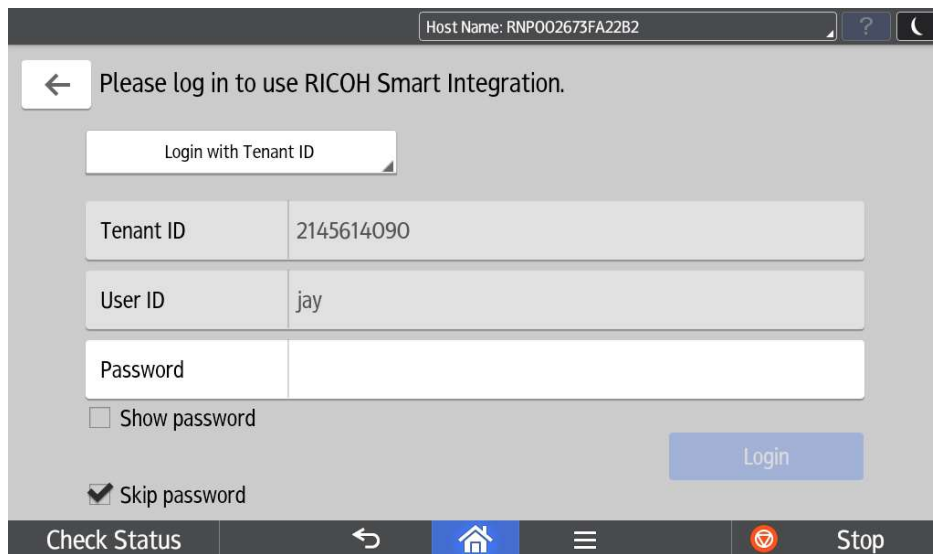 Host Name: RNP002673FA22B2
?
Please log in to use RICOH Smart Integration.
Login with Tenant ID
Tenant ID 2145614090
User ID jay
Password
Show password
Login
Skip password
Check Status Stop